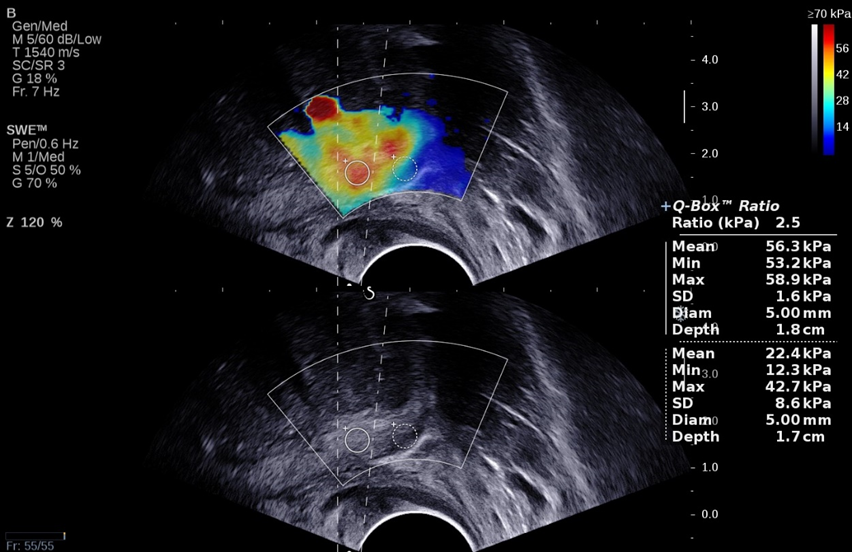 B
Gen/Med
M 5/60 dB/Low
T 1540 m/s
SC/SR 3
G 18 %
Fr. 7 Hz
SWE™
Pen/0.6 Hz
M 1/Med
S 5/O 50 %
G 70 %
Z 120 %
≥70 kPa
56
42
28
14
4.0
3.0
2.0
1.0
+Q-Box™ Ratio
Ratio (kPa) 2.5
Mean 56.3 kPa
Min 53.2 kPa
Max 58.9 kPa
SD 1.6 kPa
Diam 5.00 mm
Depth 1.8 cm
Mean 22.4 kPa
Min 12.3 kPa
Max 42.7 kPa
SD 8.6 kPa
Diam 5.00 mm
Depth 1.7 cm
3.0
1.0
0.0
S
Fr: 55/55